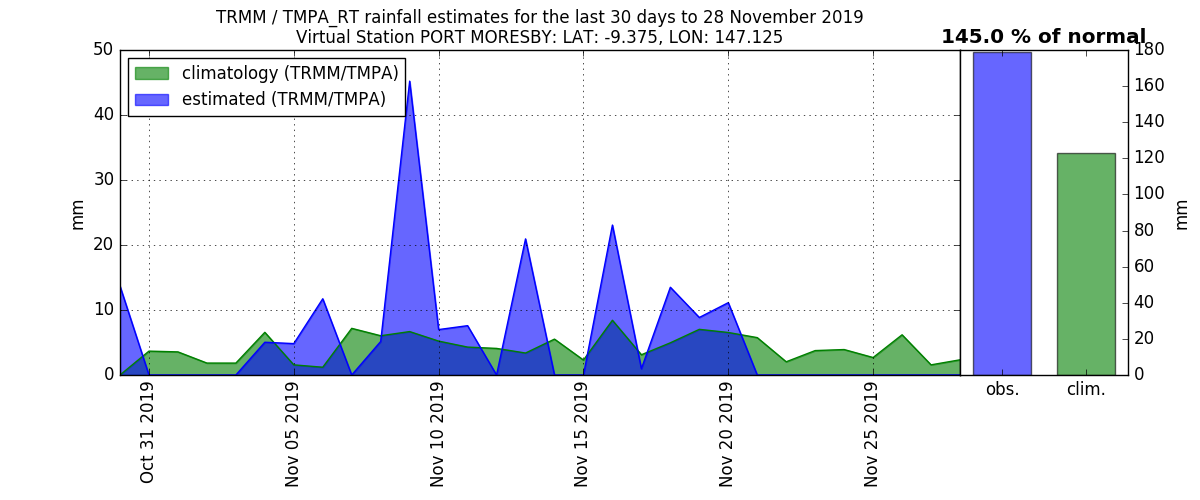 TRMM / TMPA_RT rainfall estimates for the last 30 days to 28 November 2019
Virtual Station PORT MORESBY: LAT: -9.375, LON: 147.125
145.0 % of normal
climatology (TRMM/TMPA)
estimated (TRMM/TMPA)
50
40
30
20
10
0
mm
Oct 31 2019
Nov 05 2019
Nov 10 2019
Nov 15 2019
Nov 20 2019
Nov 25 2019
obs.
clim.
180
160
140
120
100
80
60
40
20
0
mm